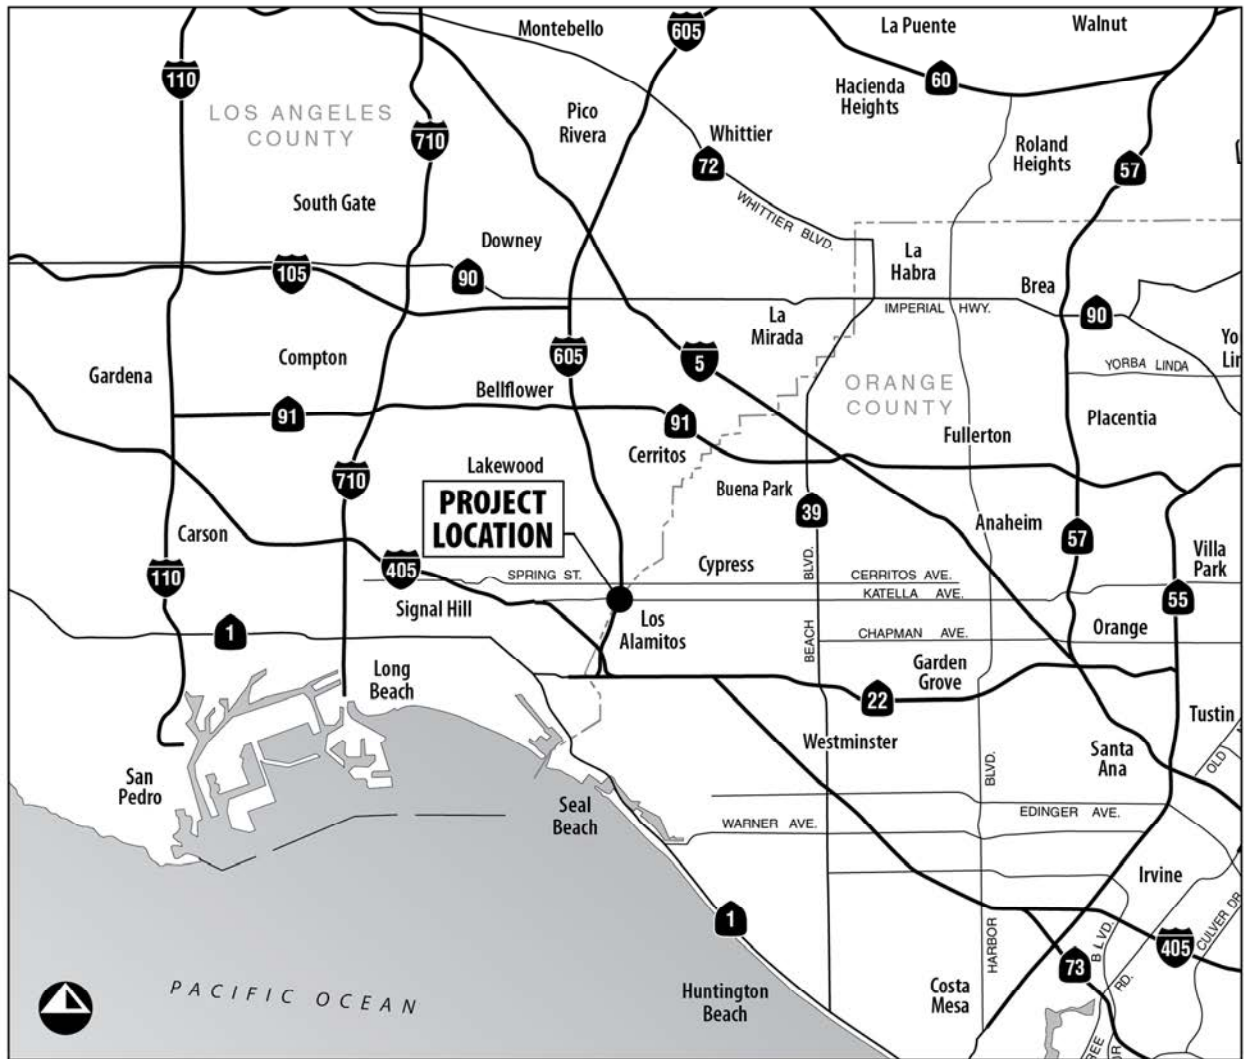 Montebello
605
La Puente
Walnut
110
60
Hacienda
Heights
LOS ANGELES
COUNTY
Pico
Rivera
710
Whittier
72
Roland
Heights
57
South Gate
WHITTIER BLVD.
Downey
La
Habra
105
90
Brea
IMPERIAL HWY.
90
La
Mirada
Yo
Lin
605
5
Compton
Gardena
YORBA LINDA
Bellflower
ORANGE
COUNTY
91
91
Placentia
Fullerton
Cerritos
Lakewood
710
Buena Park
PROJECT
LOCATION
39
Anaheim
57
Carson
Villa
Park
405
110
SPRING ST.
Cypress
BLVD.
CERRITOS AVE.
KATELLA AVE.
55
Signal Hill
Los
Alamitos
1
BEACH
CHAPMAN AVE.
Orange
Long
Beach
Garden
Grove
22
Tustin
Westminster
Santa
Ana
OLD
BLVD.
San
Pedro
Seal
Beach
EDINGER AVE.
WARNER AVE.
Irvine
1
HARBOR
BLVD.
405
CULVER DR
73
RD.
PACIFIC OCEAN
Huntington
Beach
Costa
Mesa
REE
DR